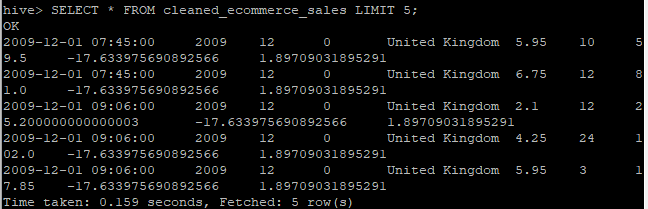 hive> SELECT * FROM cleaned_ecommerce_sales LIMIT 5;
OK
2009-12-01 07:45:00 2009 12 0 United Kingdom 5.95 10 5
9.5 -17.633975690892566 1.89709031895291
2009-12-01 07:45:00 2009 12 0 United Kingdom 6.75 12 8
1.0 -17.633975690892566 1.89709031895291
2009-12-01 09:06:00 2009 12 0 United Kingdom 2.1 12 2
5.200000000000003 -17.633975690892566 1.89709031895291
2009-12-01 09:06:00 2009 12 0 United Kingdom 4.25 24 1
02.0 -17.633975690892566 1.89709031895291
2009-12-01 09:06:00 2009 12 0 United Kingdom 5.95 3 1
7.85 -17.633975690892566 1.89709031895291
Time taken: 0.159 seconds, Fetched: 5 row(s)